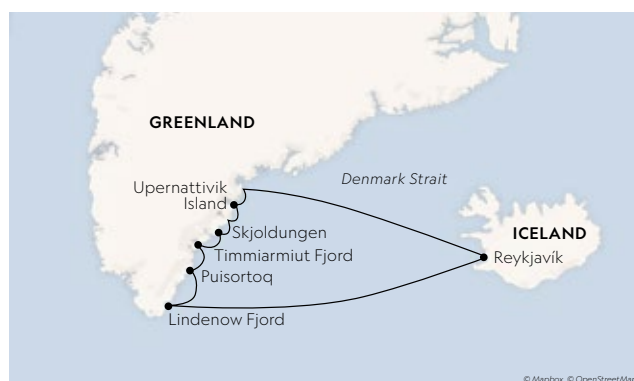 GREENLAND
Upernattivik
Island
Denmark Strait
Skjoldungen
ICELAND
Timmiarmiut Fjord
Reykjavík
Puisortoq
Lindenow Fjord
© Mapbox, © OpenStreetMap